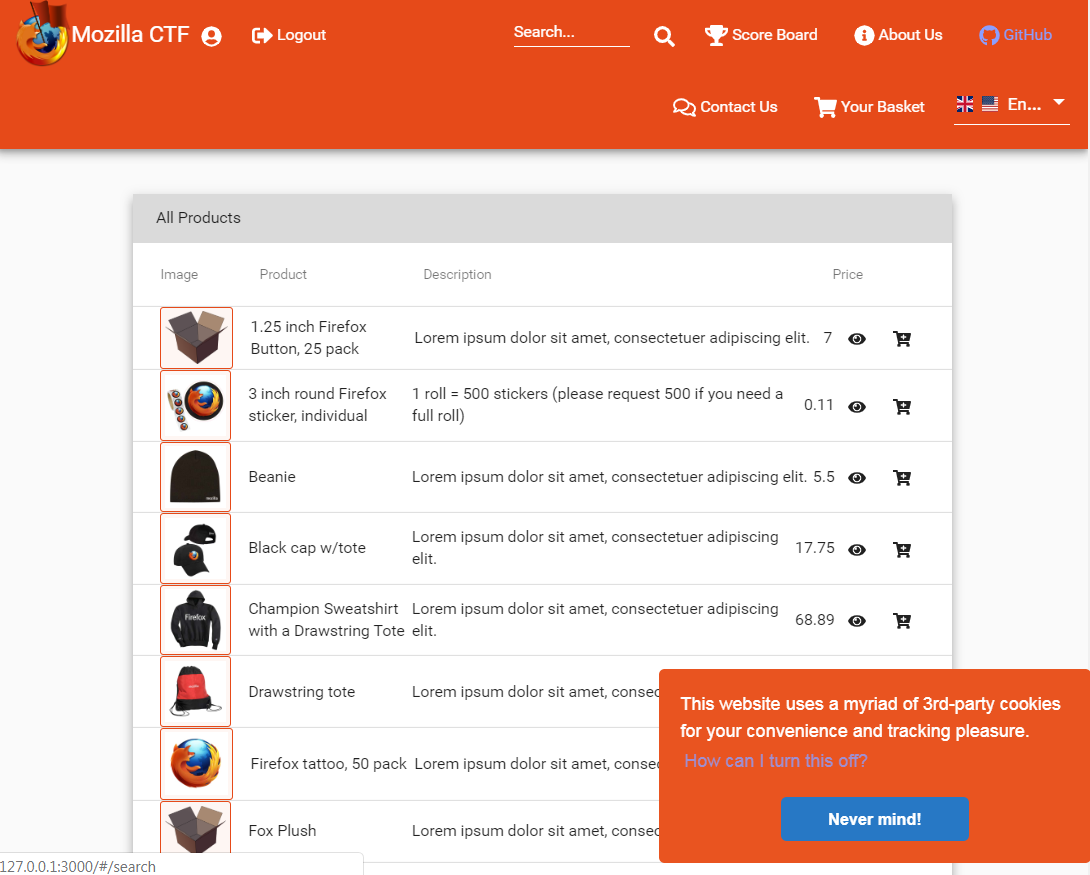 Mozilla CTF
Logout
Search...
Score Board
About Us
GitHub
Contact Us
Your Basket
En...
All Products
Image Product Description Price
1.25 inch Firefox
Button, 25 pack
Lorem ipsum dolor sit amet, consectetuer adipiscing elit. 7
3 inch round Firefox
sticker, individual
1 roll = 500 stickers (please request 500 if you need a
full roll)
0.11
Beanie
Lorem ipsum dolor sit amet, consectetuer adipiscing elit. 5.5
Black cap w/tote
Lorem ipsum dolor sit amet, consectetuer adipiscing
elit.
17.75
Champion Sweatshirt
with a Drawstring Tote
Lorem ipsum dolor sit amet, consectetuer adipiscing
elit.
68.89
Firefox
Drawstring tote
Lorem ipsum dolor sit amet, consec
Firefox tattoo, 50 pack
Lorem ipsum dolor sit amet, consec
Fox Plush
Lorem ipsum dolor sit amet, consec
This website uses a myriad of 3rd-party cookies
for your convenience and tracking pleasure.
How can I turn this off?
Never mind!
127.0.0.1:3000/#/search